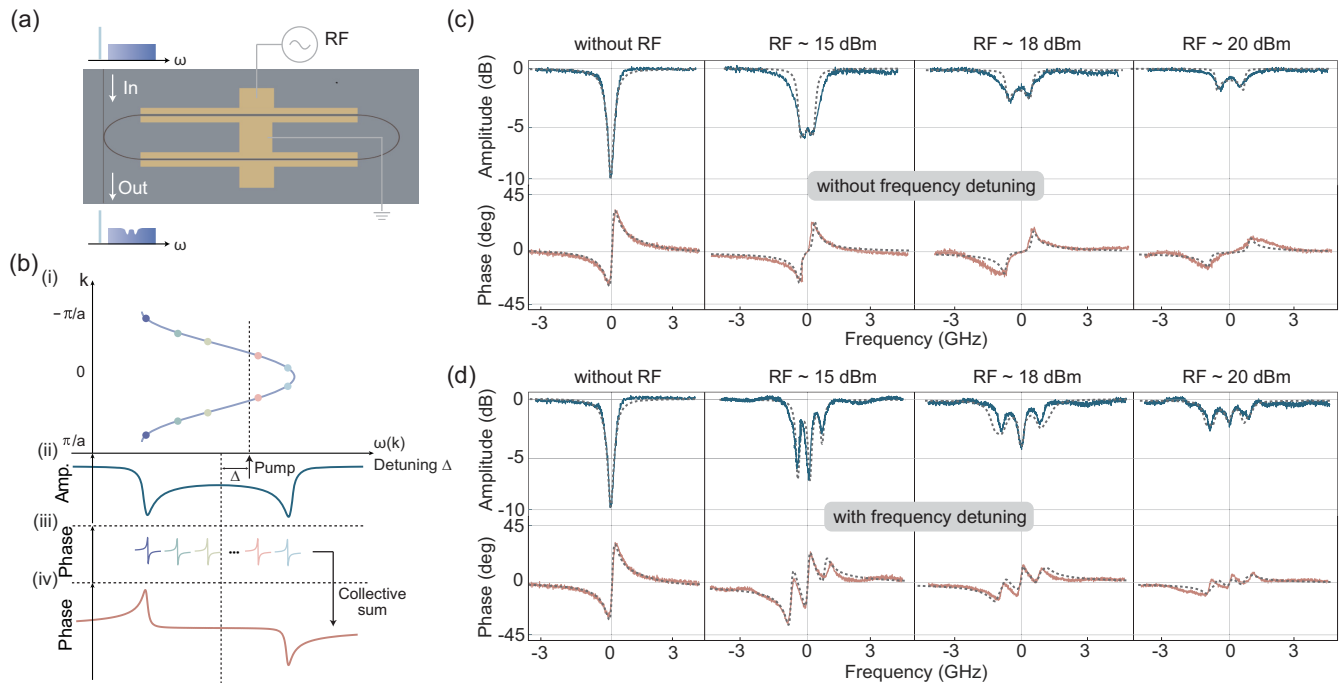 (a)
ω
RF
In
Out
ω
(b)
(i)
k
−π/a
0
π/a
ω(k)
(ii)
Δ
Pump
Detuning Δ
Amp.
(iii)
Phase
...
(iv)
Phase
Collective
sum
(c)
without RF
RF ~ 15 dBm
RF ~ 18 dBm
RF ~ 20 dBm
Amplitude (dB)
0
-5
-10
without frequency detuning
Phase (deg)
45
0
-45
-3 0 3 -3 0 3 -3 0 3 -3 0 3
Frequency (GHz)
(d)
without RF
RF ~ 15 dBm
RF ~ 18 dBm
RF ~ 20 dBm
Amplitude (dB)
0
-5
-10
with frequency detuning
Phase (deg)
45
0
-45
-3 0 3 -3 0 3 -3 0 3 -3 0 3
Frequency (GHz)